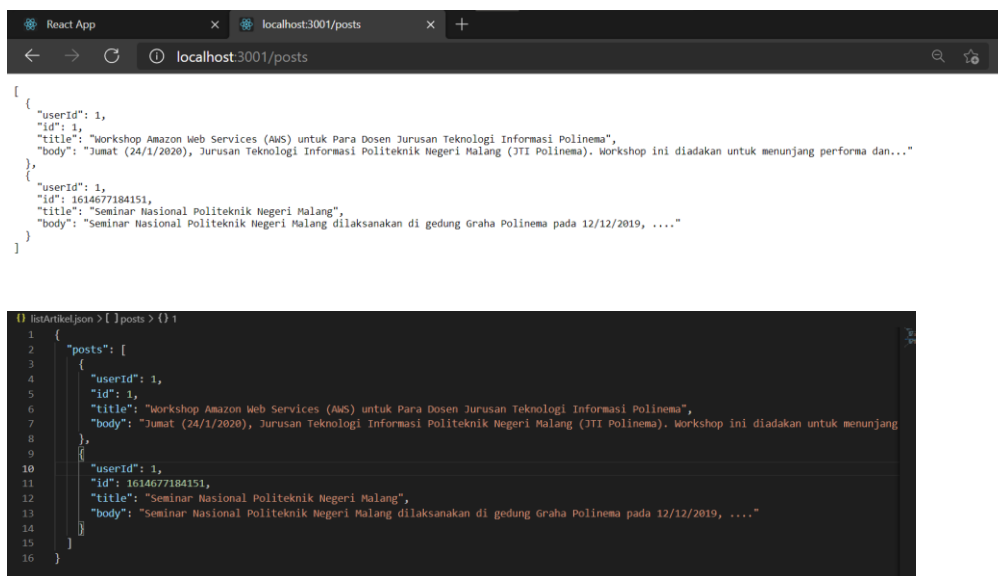 React App
localhost:3001/posts
localhost:3001/posts
[
{
"userId": 1,
"id": 1,
"title": "Workshop Amazon Web Services (AWS) untuk Para Dosen Jurusan Teknologi Informasi Polinema",
"body": "Jumat (24/1/2020), Jurusan Teknologi Informasi Politeknik Negeri Malang (JTI Polinema). Workshop ini diadakan untuk menunjang performa dan..."
},
{
"userId": 1,
"id": 1614677184151,
"title": "Seminar Nasional Politeknik Negeri Malang",
"body": "Seminar Nasional Politeknik Negeri Malang dilaksanakan di gedung Graha Polinema pada 12/12/2019, ...."
}
]
{} listArtikel.json > [ ] posts > {} 1
1 {
2 "posts": [
3 {
4 "userId": 1,
5 "id": 1,
6 "title": "Workshop Amazon Web Services (AWS) untuk Para Dosen Jurusan Teknologi Informasi Polinema",
7 "body": "Jumat (24/1/2020), Jurusan Teknologi Informasi Politeknik Negeri Malang (JTI Polinema). Workshop ini diadakan untuk menunjang
8 },
9 {
10 "userId": 1,
11 "id": 1614677184151,
12 "title": "Seminar Nasional Politeknik Negeri Malang",
13 "body": "Seminar Nasional Politeknik Negeri Malang dilaksanakan di gedung Graha Polinema pada 12/12/2019, ...."
14 }
15 ]
16 }